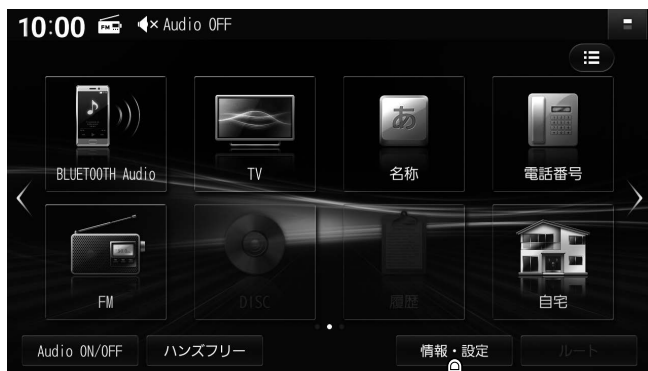 10:00 FM Audio OFF
BLUETOOTH Audio
TV
あ
名称
電話番号
FM
DISC
履歴
自宅
Audio ON/OFF
ハンズフリー
情報・設定
ルート